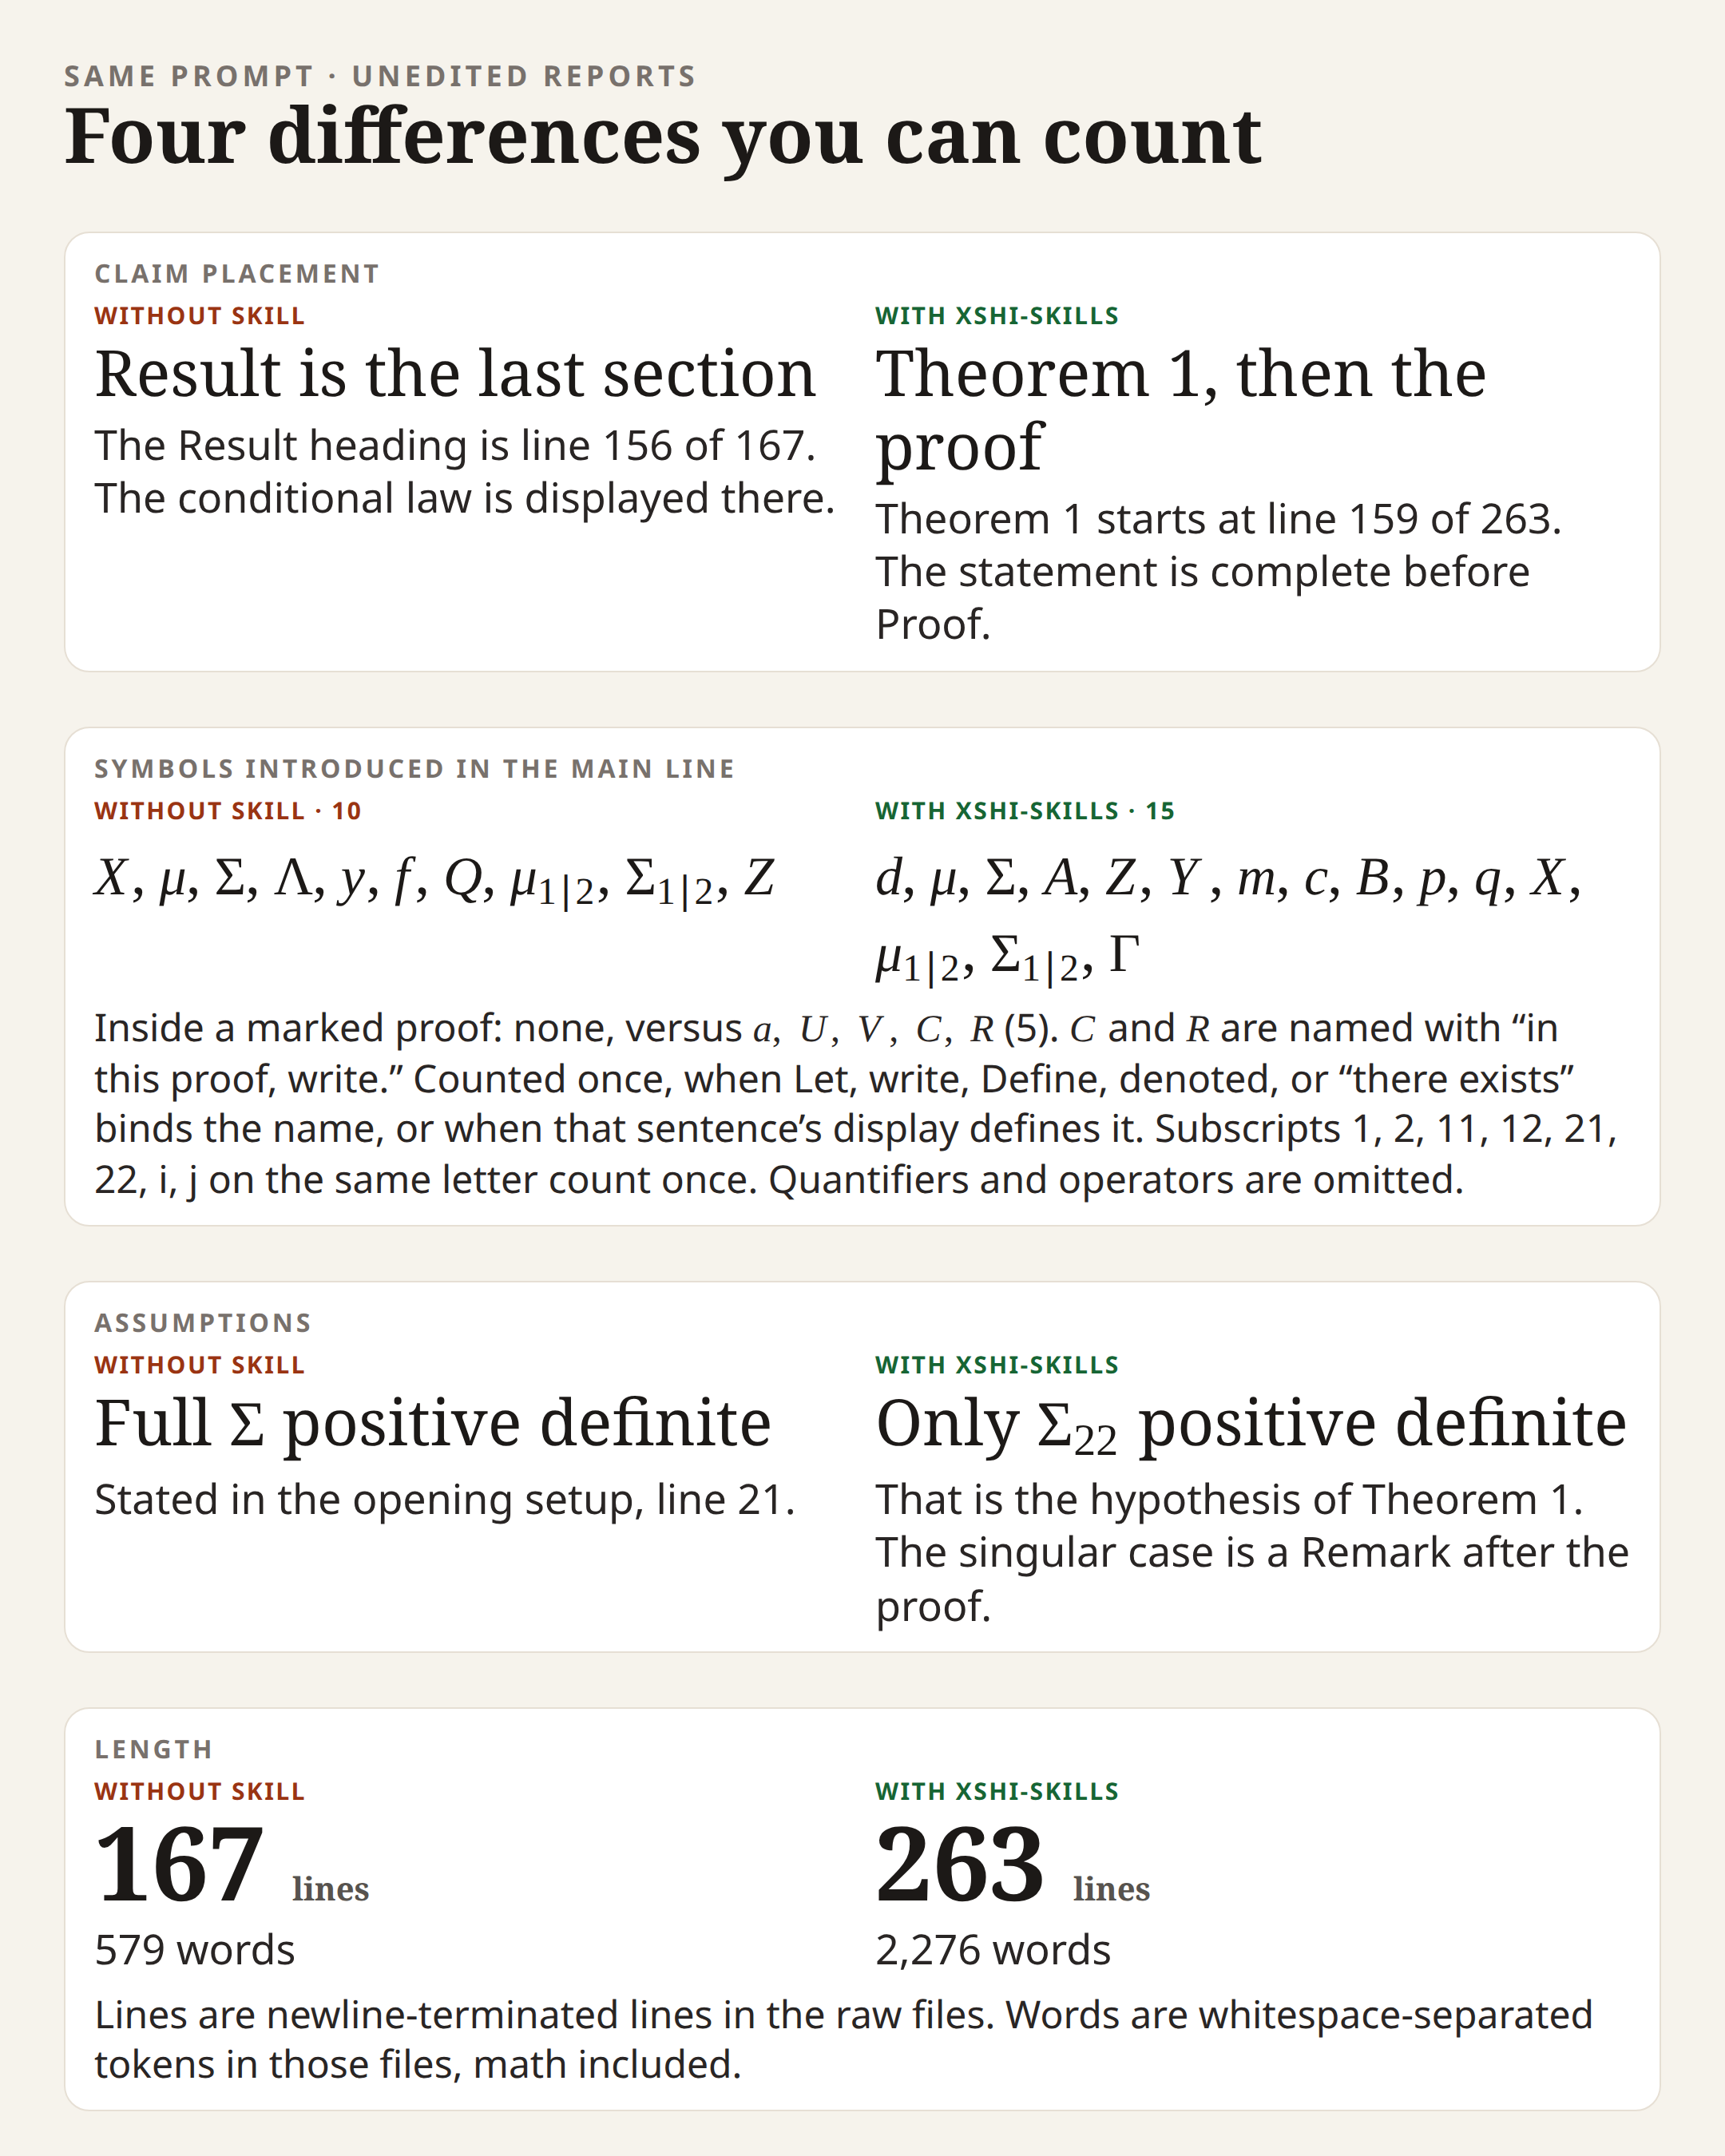 SAME PROMPT · UNEDITED REPORTS
Four differences you can count
CLAIM PLACEMENT
WITHOUT SKILL
Result is the last section
The Result heading is line 156 of 167.
The conditional law is displayed there.
WITH XSHI-SKILLS
Theorem 1, then the
proof
Theorem 1 starts at line 159 of 263.
The statement is complete before
Proof.
SYMBOLS INTRODUCED IN THE MAIN LINE
WITHOUT SKILL · 10
X, μ, Σ, Λ, y, f, Q, μ₁|₂, Σ₁|₂, Z
WITH XSHI-SKILLS · 15
d, μ, Σ, A, Z, Y, m, c, B, p, q, X,
μ₁|₂, Σ₁|₂, Γ
Inside a marked proof: none, versus a, U, V, C, R (5). C and R are named with “in
this proof, write.” Counted once, when Let, write, Define, denoted, or “there exists”
binds the name, or when that sentence’s display defines it. Subscripts 1, 2, 11, 12, 21,
22, i, j on the same letter count once. Quantifiers and operators are omitted.
ASSUMPTIONS
WITHOUT SKILL
Full Σ positive definite
Stated in the opening setup, line 21.
WITH XSHI-SKILLS
Only Σ₂₂ positive definite
That is the hypothesis of Theorem 1.
The singular case is a Remark after the
proof.
LENGTH
WITHOUT SKILL
167 lines
579 words
WITH XSHI-SKILLS
263 lines
2,276 words
Lines are newline-terminated lines in the raw files. Words are whitespace-separated
tokens in those files, math included.